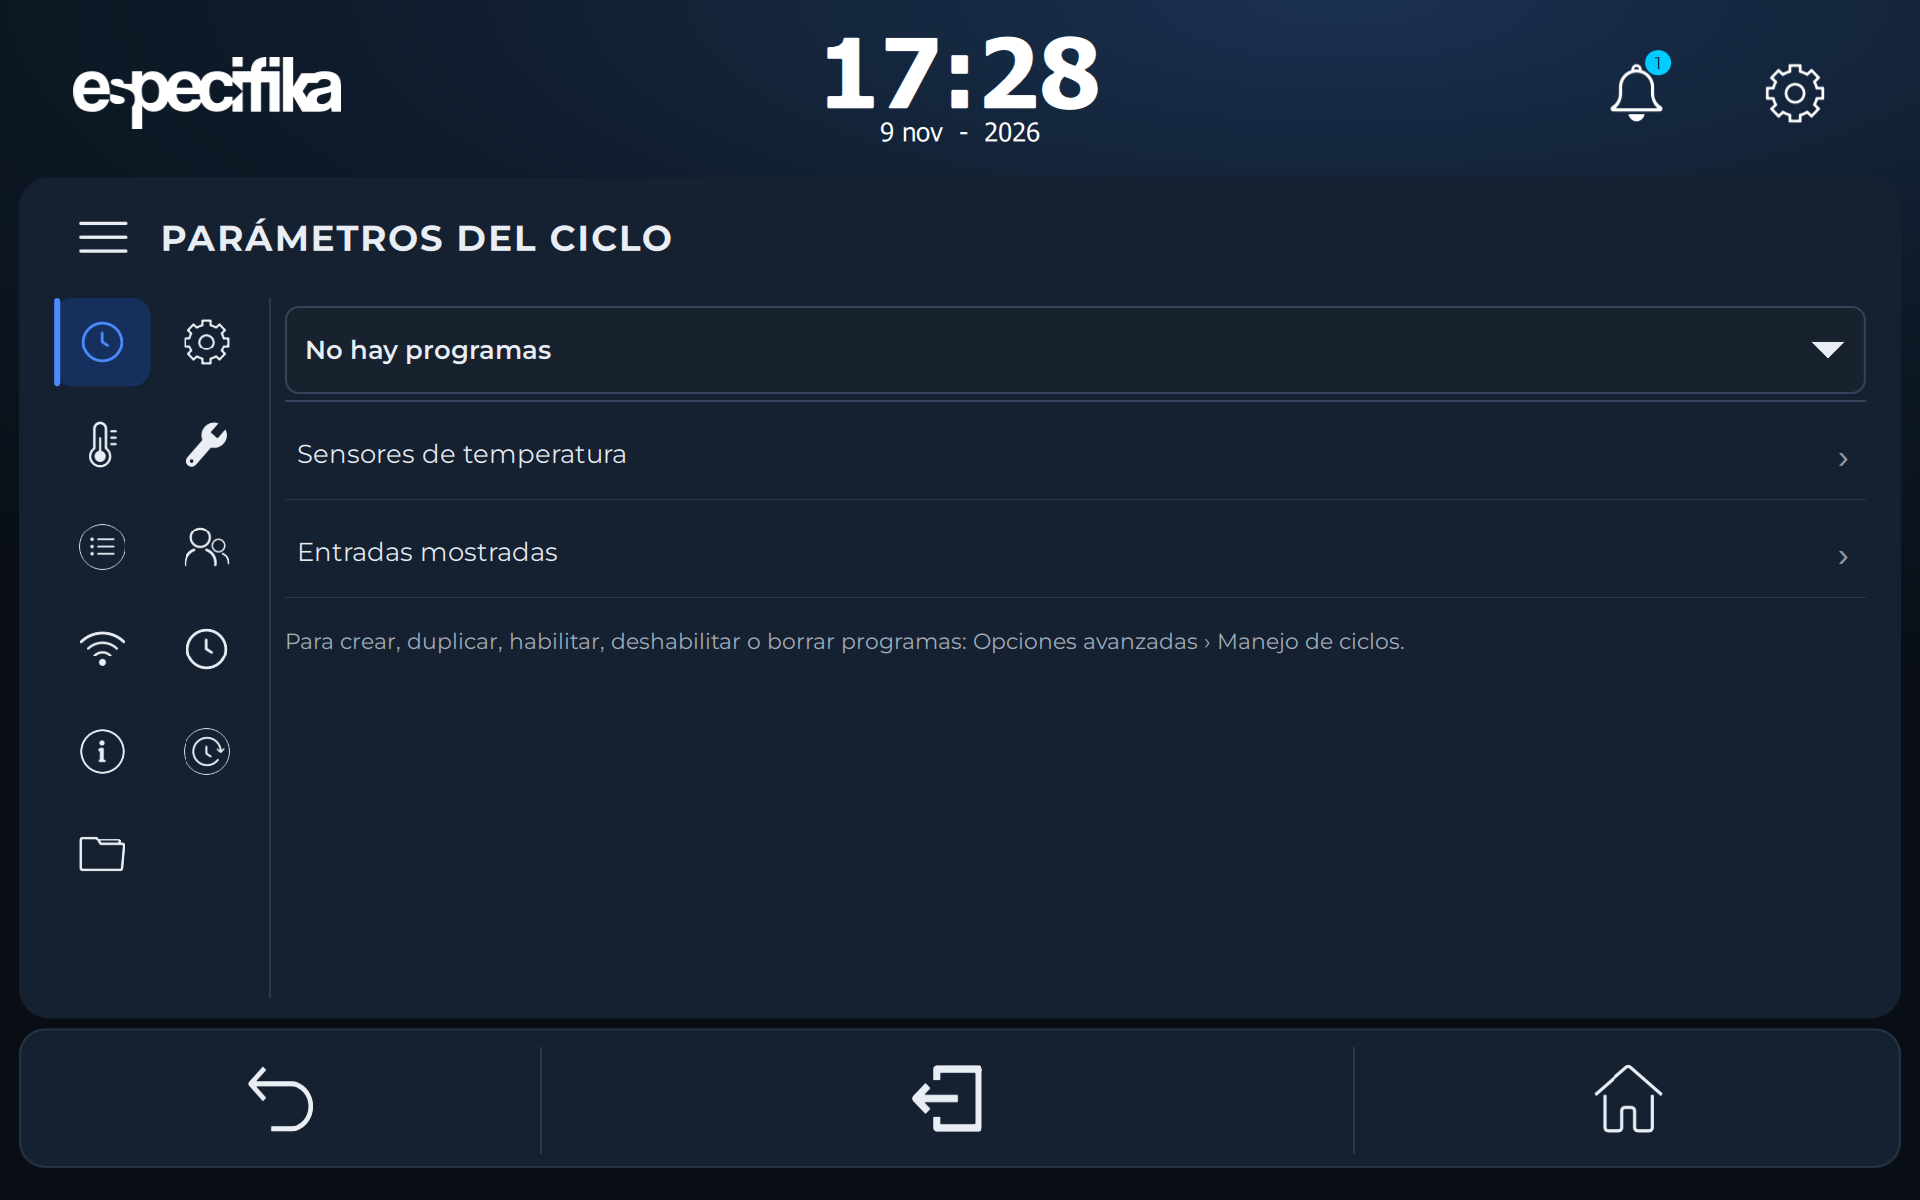 especifika
17:28
9 nov - 2026
1
PARÁMETROS DEL CICLO
No hay programas
Sensores de temperatura
Entradas mostradas
Para crear, duplicar, habilitar, deshabilitar o borrar programas: Opciones avanzadas › Manejo de ciclos.